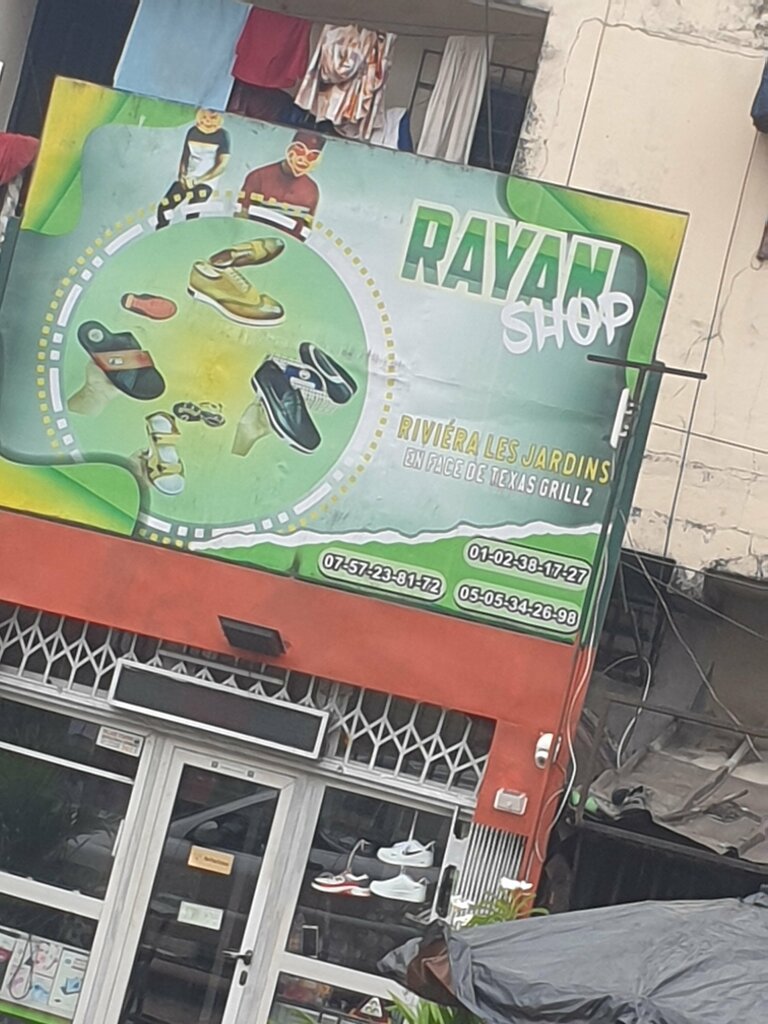 RAYAN
SHOP
RIVIÉRA LES JARDINS
EN FACE DE TEXAS GRILLZ
07-57-23-81-72
01-02-38-17-27
05-05-34-26-98